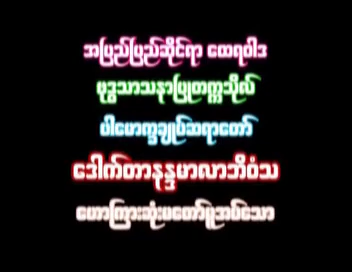 အပြည်ပြည်ဆိုင်ရာ ထေရဝါဒ
ဗုဒ္ဓသာသနာပြုတက္ကသိုလ်
ပါမောက္ခချုပ်ဆရာတော်
ဒေါက်တာနန္ဒမာလာဘိဝံသ
ဟောကြားဆုံးမတော်မူအပ်သော